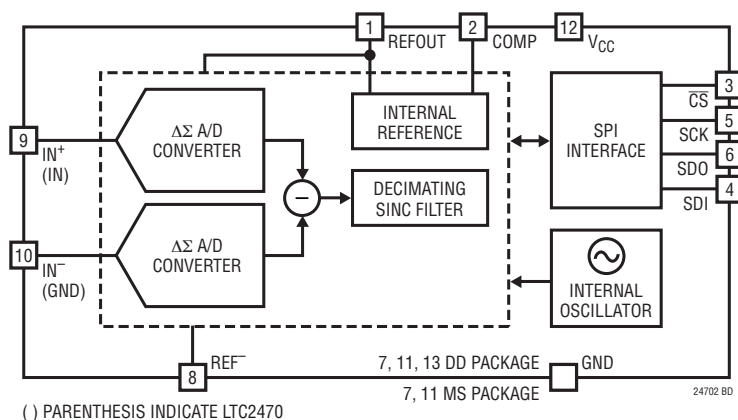 1
REFOUT
2
COMP
12
VCC
3
CS
5
SCK
6
SDO
4
SDI
9
IN+
(IN)
ΔΣ A/D
CONVERTER
INTERNAL
REFERENCE
SPI
INTERFACE
−
DECIMATING
SINC FILTER
10
IN−
(GND)
ΔΣ A/D
CONVERTER
INTERNAL
OSCILLATOR
8
REF−
7, 11, 13 DD PACKAGE
7, 11 MS PACKAGE
GND
24702 BD
( ) PARENTHESIS INDICATE LTC2470